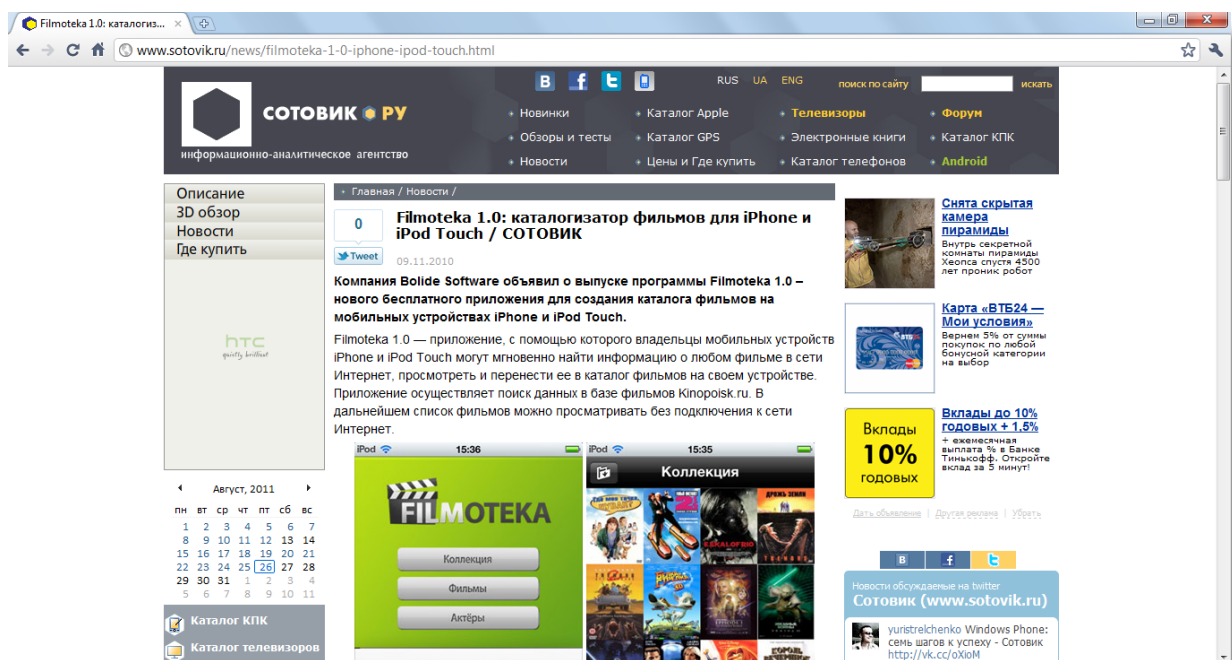 Filmoteka 1.0: каталогиз...
www.sotovik.ru/news/filmoteka-1-0-iphone-ipod-touch.html
RUS UA ENG
поиск по сайту
искать
СОТОВИК РУ
информационно-аналитическое агентство
Новинки
Каталог Apple
Телевизоры
Форум
Обзоры и тесты
Каталог GPS
Электронные книги
Каталог КПК
Новости
Цены и Где купить
Каталог телефонов
Android
Описание
3D обзор
Новости
Где купить
htc
quietly brilliant
Август, 2011
пн вт ср чт пт сб вс
1 2 3 4 5 6 7
8 9 10 11 12 13 14
15 16 17 18 19 20 21
22 23 24 25 26 27 28
29 30 31 1 2 3 4
5 6 7 8 9 10 11
Каталог КПК
Каталог телевизоров
Главная / Новости /
0
Tweet
Filmoteka 1.0: каталогизатор фильмов для iPhone и
iPod Touch / СОТОВИК
09.11.2010
Компания Bolide Software объявил о выпуске программы Filmoteka 1.0 –
нового бесплатного приложения для создания каталога фильмов на
мобильных устройствах iPhone и iPod Touch.
Filmoteka 1.0 — приложение, с помощью которого владельцы мобильных устройств
iPhone и iPod Touch могут мгновенно найти информацию о любом фильме в сети
Интернет, просмотреть и перенести ее в каталог фильмов на своем устройстве.
Приложение осуществляет поиск данных в базе фильмов Kinopoisk.ru. В
дальнейшем список фильмов можно просматривать без подключения к сети
Интернет.
iPod 15:36
FILMОТЕКА
Коллекция
Фильмы
Актёры
iPod 15:35
Коллекция
ДРОЖЬ ЗЕМЛИ
Снята скрытая
камера
пирамиды
Внутрь секретной
комнаты пирамиды
Хеопса спустя 4500
лет проник робот
Карта «ВТБ24 —
Мои условия»
Вернем 5% от суммы
покупок по любой
бонусной категории
на выбор
Вклады
10%
годовых
Вклады до 10%
годовых + 1,5%
+ ежемесячная
выплата % в Банке
Тинькофф. Откройте
вклад за 5 минут!
Дать объявление | Другая реклама | Убрать
Новости обсуждаемые на twitter
Сотовик (www.sotovik.ru)
yuristrelchenko Windows Phone:
семь шагов к успеху - Сотовик
http://vk.cc/oXioM